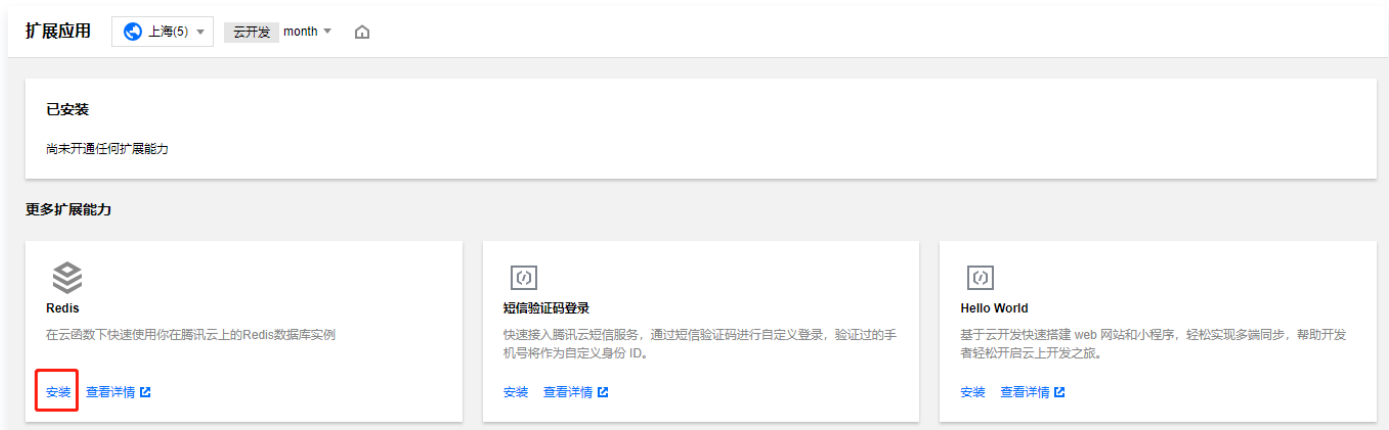 扩展应用 上海(5) 云开发 month
已安装
尚未开通任何扩展能力
更多扩展能力
Redis
在云函数下快速使用你在腾讯云上的Redis数据库实例
安装 查看详情
短信验证码登录
快速接入腾讯云短信服务，通过短信验证码进行自定义登录，验证过的手
机号将作为自定义身份 ID。
安装 查看详情
Hello World
基于云开发快速搭建 web 网站和小程序，轻松实现多端同步，帮助开发
者轻松开启云上开发之旅。
安装 查看详情